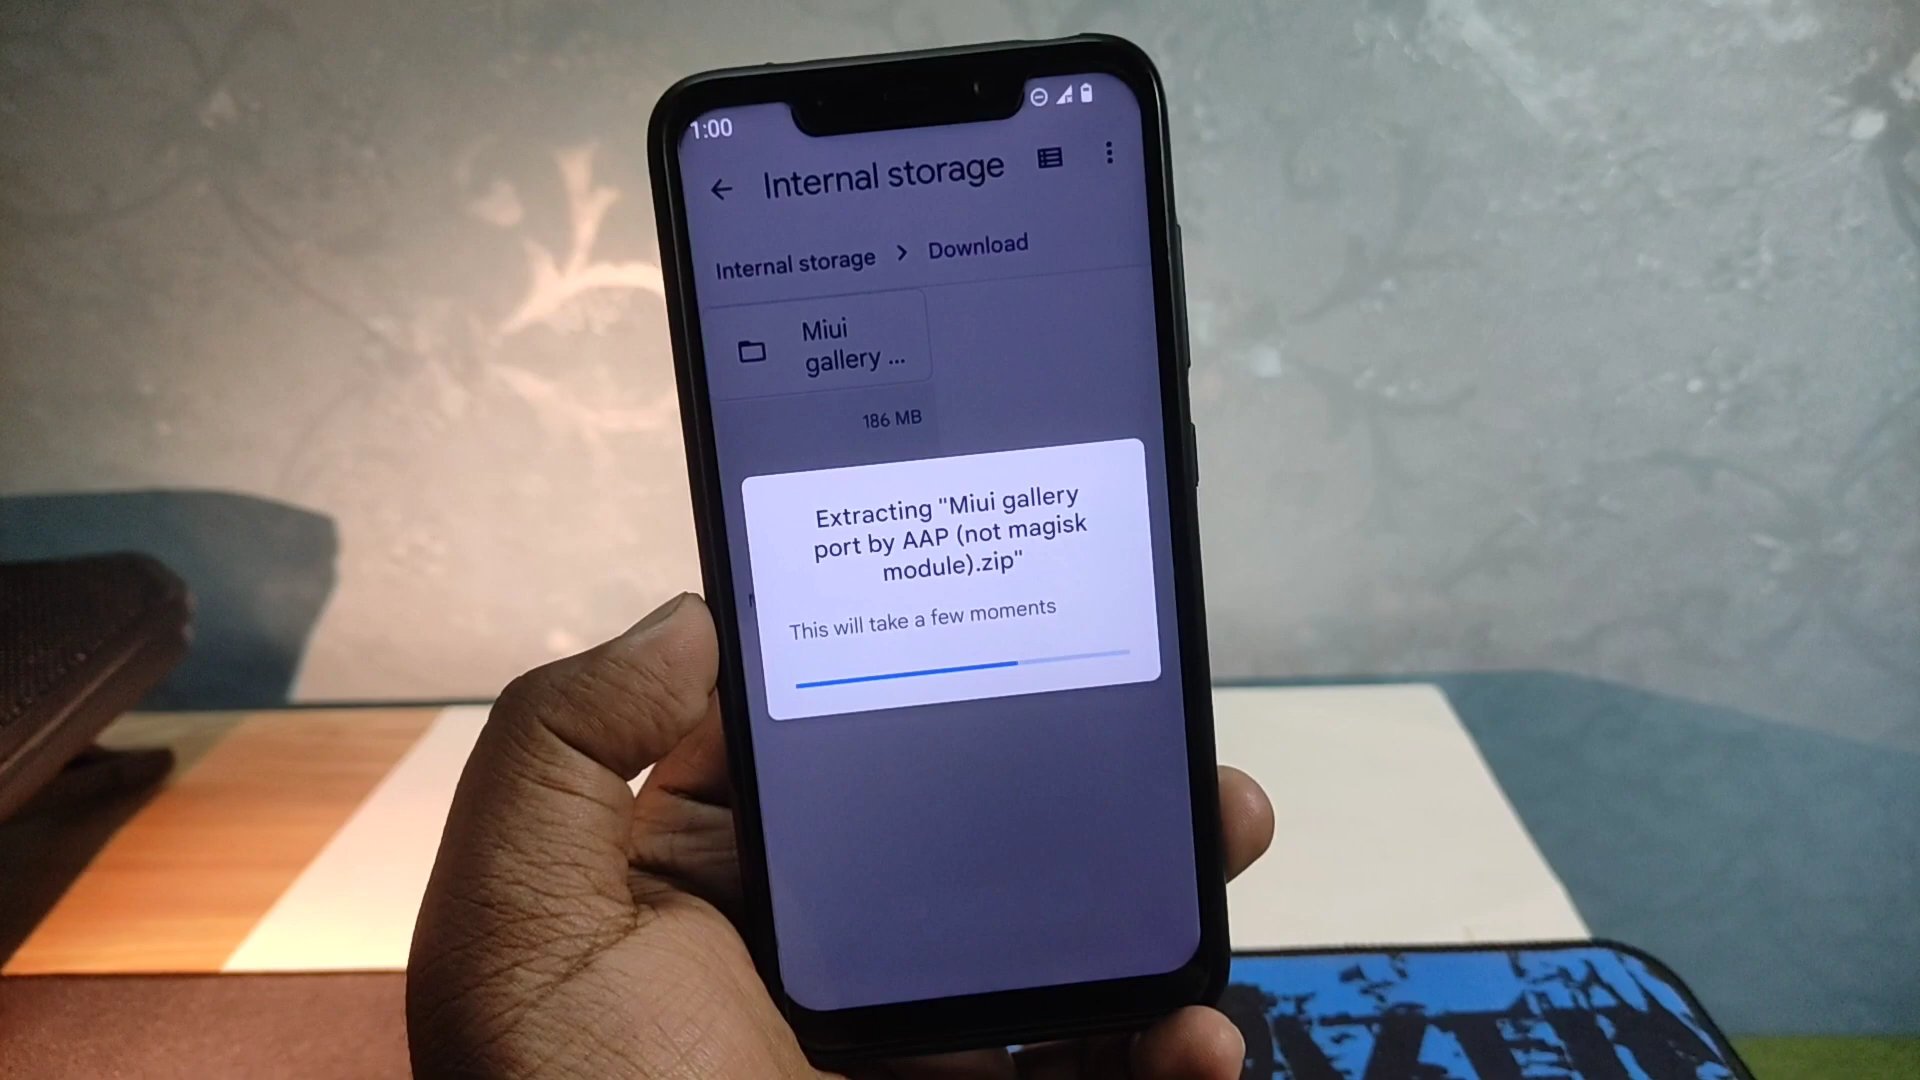 1:00
Internal storage
Internal storage > Download
Miui
gallery ...
186 MB
Extracting "Miui gallery
port by AAP (not magisk
module).zip"
This will take a few moments